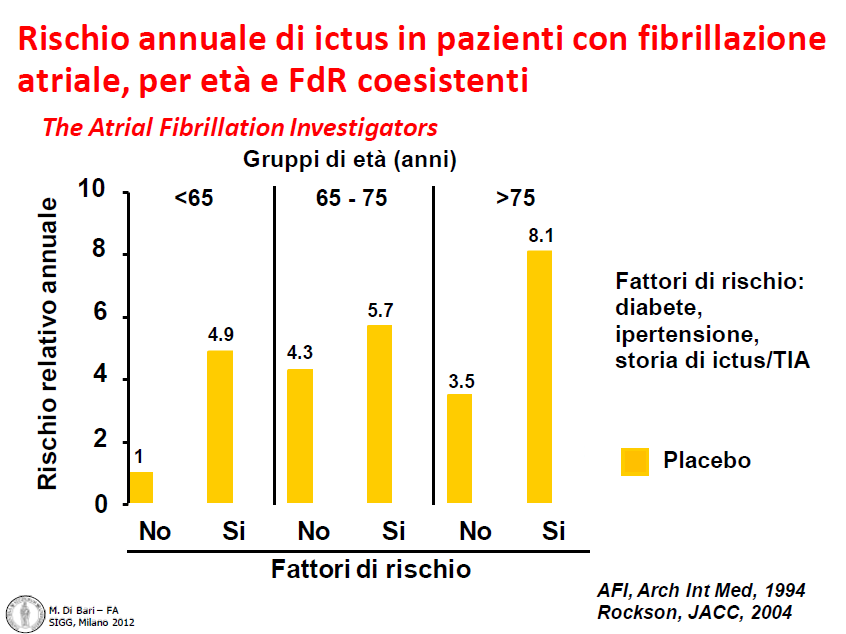 Rischio annuale di ictus in pazienti con fibrillazione
atriale, per età e FdR coesistenti
The Atrial Fibrillation Investigators
Gruppi di età (anni)
<65
65 - 75
>75
Rischio relativo annuale
10
8
6
4
2
0
1
4.9
4.3
5.7
3.5
8.1
No Si No Si No Si
Fattori di rischio
Fattori di rischio:
diabete,
ipertensione,
storia di ictus/TIA
Placebo
AFI, Arch Int Med, 1994
Rockson, JACC, 2004
M. Di Bari – FA
SIGG, Milano 2012